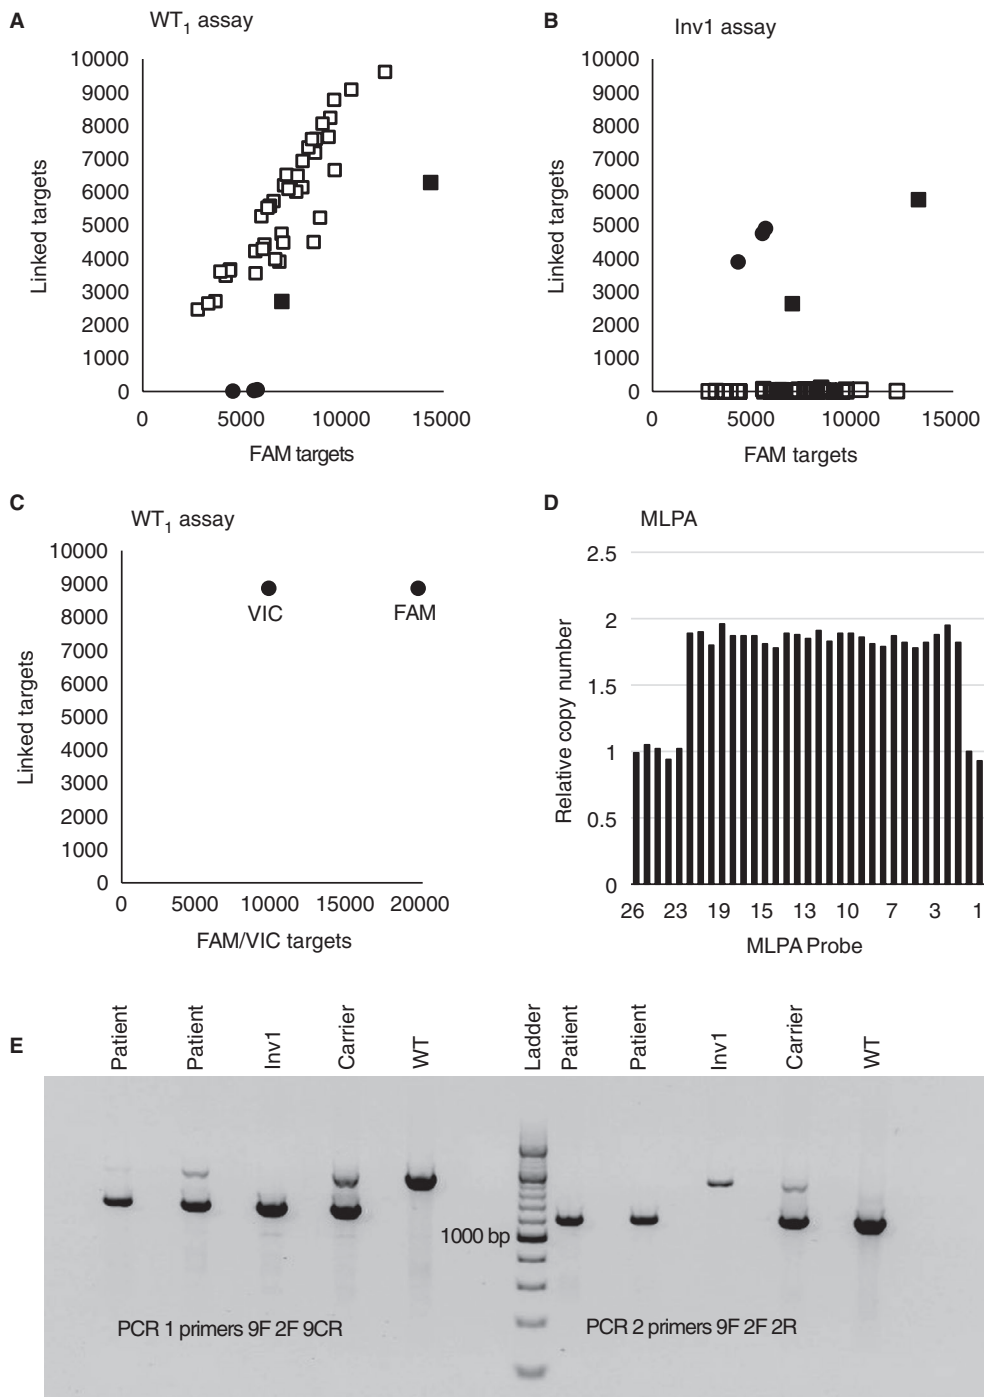 A
WT1 assay
10000
9000
8000
7000
6000
5000
4000
3000
2000
1000
0
Linked targets
0 5000 10000 15000
FAM targets
B
Inv1 assay
10000
9000
8000
7000
6000
5000
4000
3000
2000
1000
0
Linked targets
0 5000 10000 15000
FAM targets
C
WT1 assay
10000
9000
8000
7000
6000
5000
4000
3000
2000
1000
0
Linked targets
VIC FAM
0 5000 10000 15000 20000
FAM/VIC targets
D
MLPA
2.5
2
1.5
1
0.5
0
Relative copy number
26 23 19 15 13 10 7 3 1
MLPA Probe
E
Patient
Patient
Inv1
Carrier
WT
Ladder
Patient
Patient
Inv1
Carrier
WT
1000 bp
PCR 1 primers 9F 2F 9CR
PCR 2 primers 9F 2F 2R